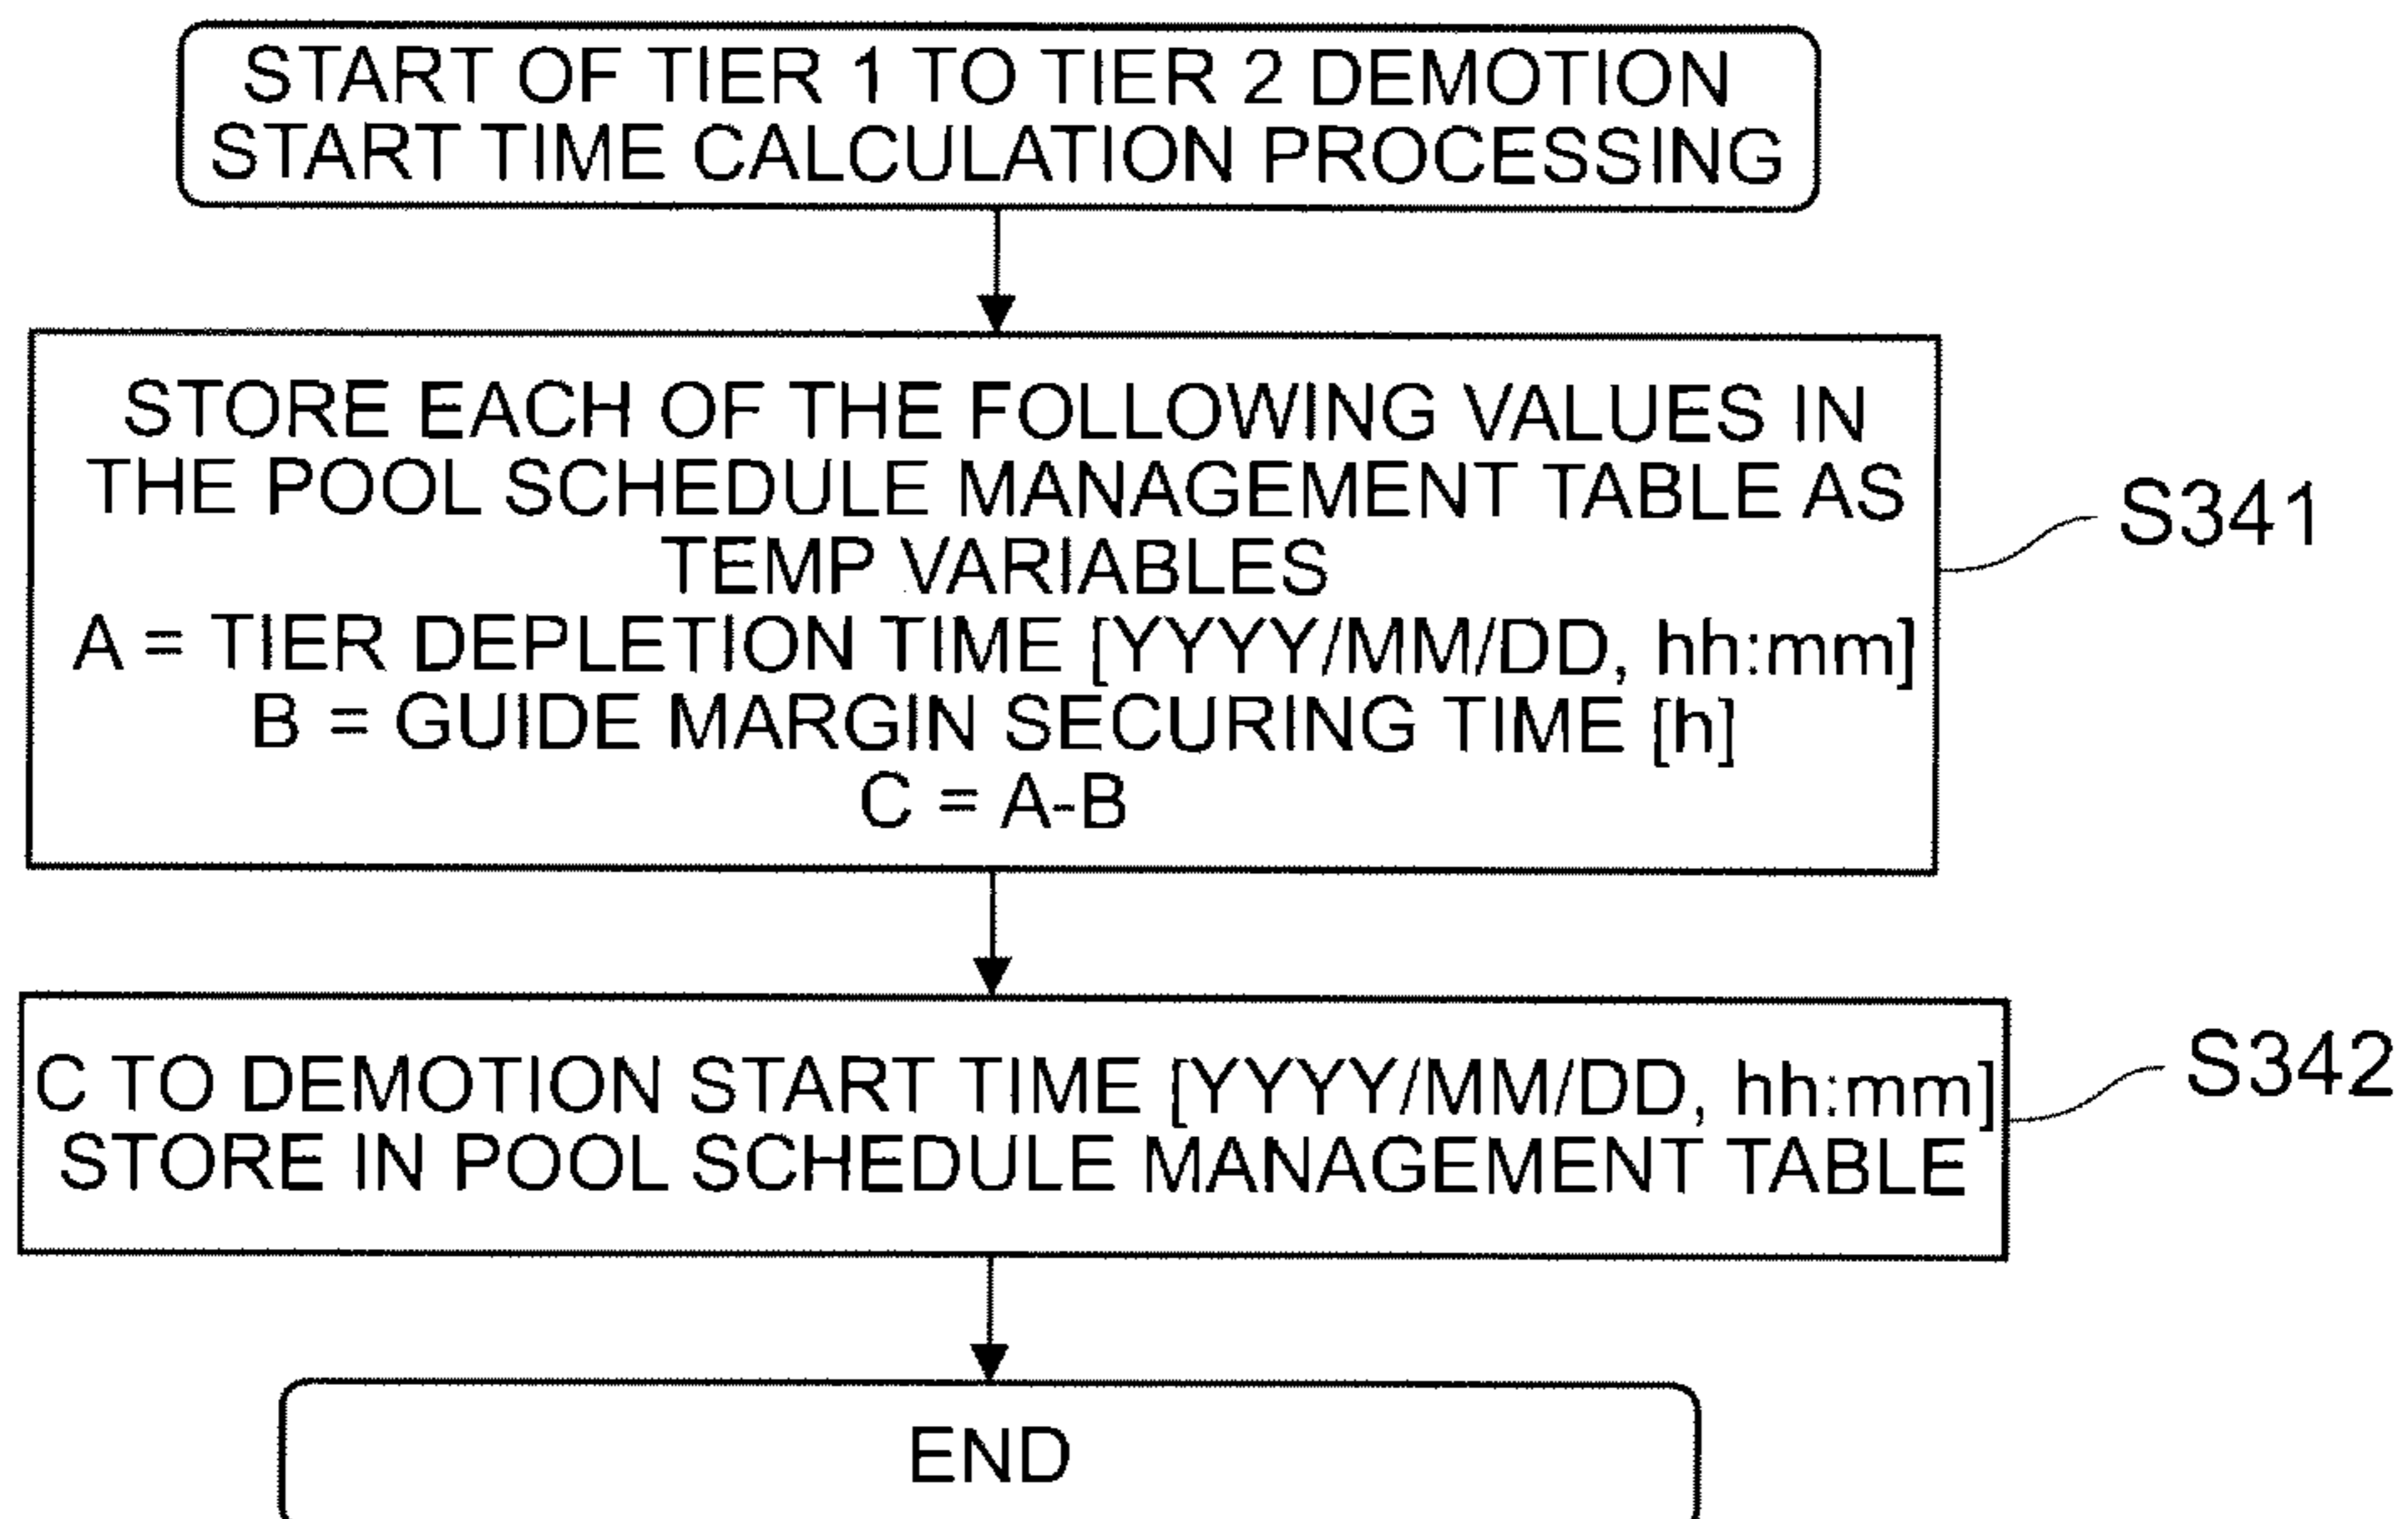 START OF TIER 1 TO TIER 2 DEMOTION
START TIME CALCULATION PROCESSING
STORE EACH OF THE FOLLOWING VALUES IN
THE POOL SCHEDULE MANAGEMENT TABLE AS
TEMP VARIABLES
A = TIER DEPLETION TIME [YYYY/MM/DD, hh:mm]
B = GUIDE MARGIN SECURING TIME [h]
C = A-B
S341
C TO DEMOTION START TIME [YYYY/MM/DD, hh:mm]
STORE IN POOL SCHEDULE MANAGEMENT TABLE
S342
END